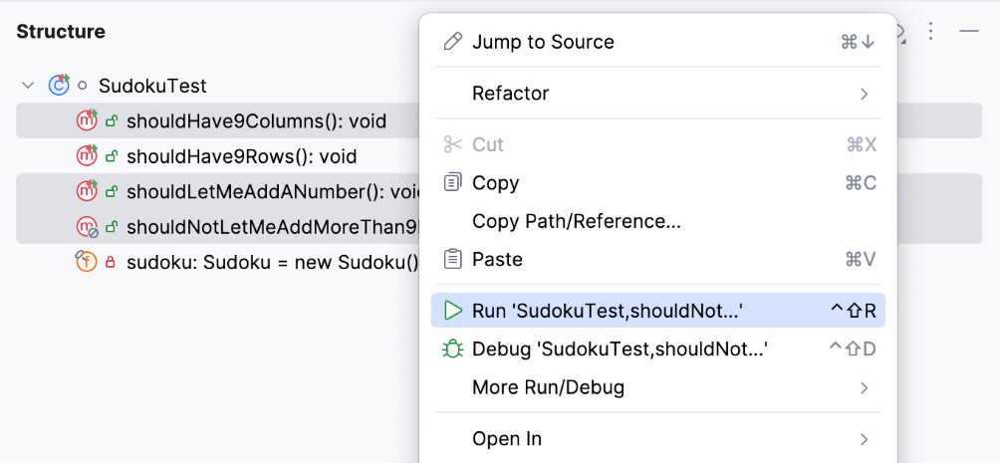 Structure
SudokuTest
shouldHave9Columns(): void
shouldHave9Rows(): void
shouldLetMeAddANumber(): voi
shouldNotLetMeAddMoreThan9
sudoku: Sudoku = new Sudoku()
Jump to Source ⌘↓
Refactor
Cut ⌘X
Copy ⌘C
Copy Path/Reference...
Paste ⌘V
Run 'SudokuTest,shouldNot...' ⌃⇧R
Debug 'SudokuTest,shouldNot...' ⌃⇧D
More Run/Debug
Open In